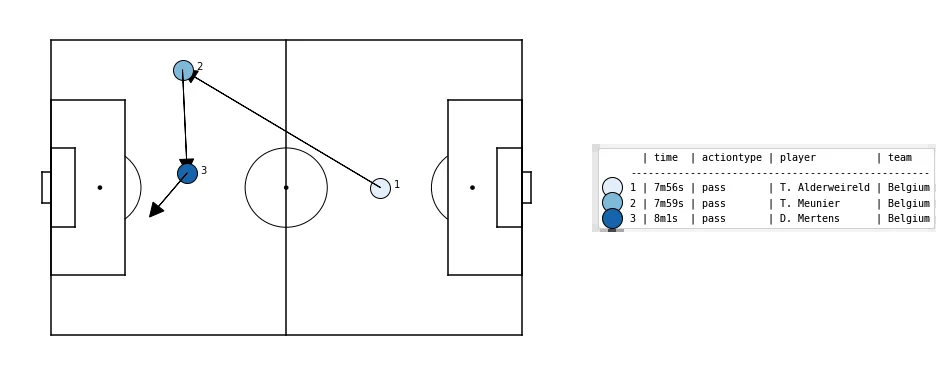 2
3
1
| time | actiontype | player | team
--------------------------------------------------
1 | 7m56s | pass | T. Alderweireld | Belgium
2 | 7m59s | pass | T. Meunier | Belgium
3 | 8m1s | pass | D. Mertens | Belgium